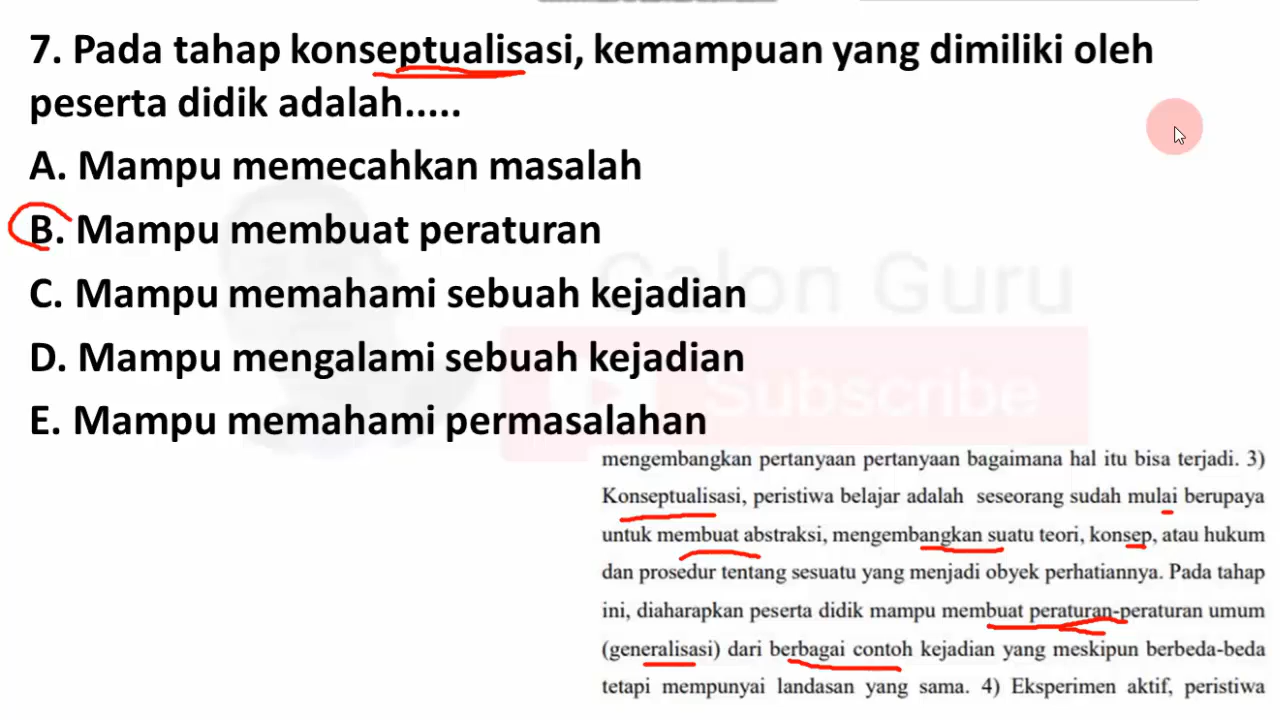 7. Pada tahap konseptualisasi, kemampuan yang dimiliki oleh
peserta didik adalah.....
A. Mampu memecahkan masalah
B. Mampu membuat peraturan
C. Mampu memahami sebuah kejadian
D. Mampu mengalami sebuah kejadian
E. Mampu memahami permasalahan
Calon Guru
Subscribe
mengembangkan pertanyaan pertanyaan bagaimana hal itu bisa terjadi. 3)
Konseptualisasi, peristiwa belajar adalah seseorang sudah mulai berupaya
untuk membuat abstraksi, mengembangkan suatu teori, konsep, atau hukum
dan prosedur tentang sesuatu yang menjadi obyek perhatiannya. Pada tahap
ini, diaharapkan peserta didik mampu membuat peraturan-peraturan umum
(generalisasi) dari berbagai contoh kejadian yang meskipun berbeda-beda
tetapi mempunyai landasan yang sama. 4) Eksperimen aktif, peristiwa